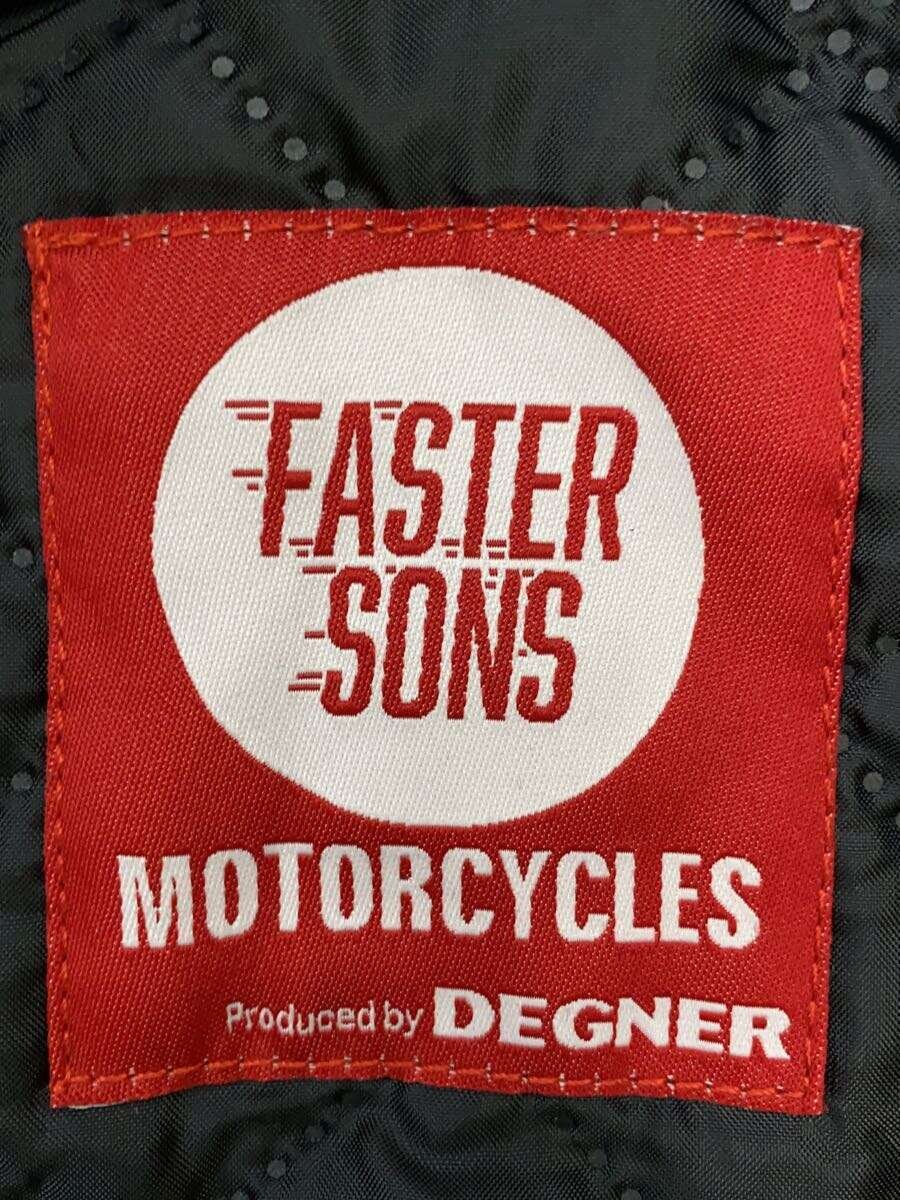 FASTER
SONS
MOTORCYCLES
Produced by DEGNER